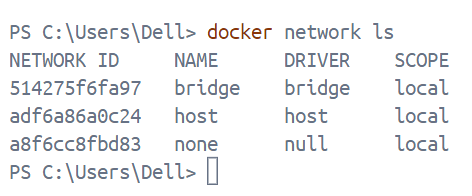 PS C:\Users\Dell> docker network ls
NETWORK ID     NAME      DRIVER    SCOPE
514275f6fa97   bridge    bridge    local
adf6a86a0c24   host      host      local
a8f6cc8fbd83   none      null      local
PS C:\Users\Dell>